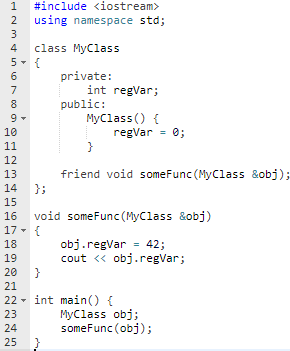 1 #include <iostream>
2 using namespace std;
3
4 class MyClass
5 {
6     private:
7         int regVar;
8     public:
9         MyClass() {
10             regVar = 0;
11         }
12
13     friend void someFunc(MyClass &obj);
14 };
15
16 void someFunc(MyClass &obj)
17 {
18     obj.regVar = 42;
19     cout << obj.regVar;
20 }
21
22 int main() {
23     MyClass obj;
24     someFunc(obj);
25 }